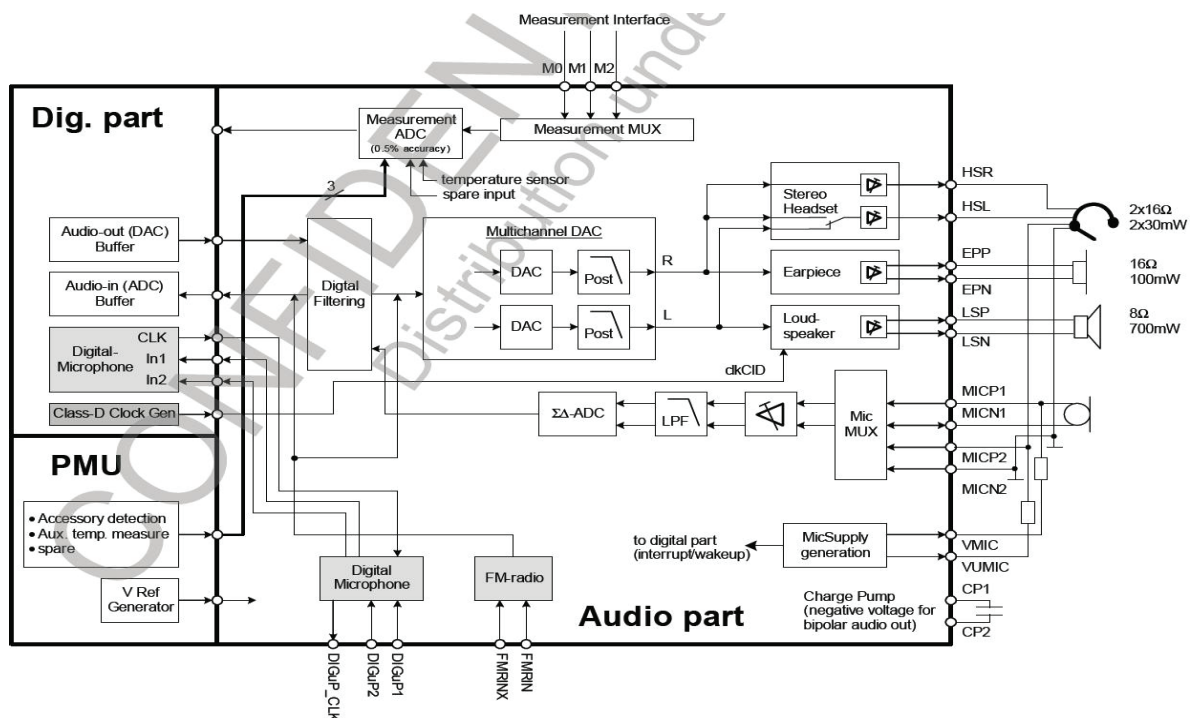 Measurement Interface
M0 M1 M2
Dig. part
Measurement
ADC
(0.5% accuracy)
Measurement MUX
3
temperature sensor
spare input
HSR
Stereo
Headset
HSL
2x16Ω
2x30mW
Audio-out (DAC)
Buffer
Digtal
Filtering
Multichannel DAC
DAC
Post
R
Earpiece
EPP
EPN
16Ω
100mW
Audio-in (ADC)
Buffer
DAC
Post
L
Loud-
speaker
LSP
LSN
8Ω
700mW
Digital-
Microphone
CLK
In1
In2
clkCID
Class-D Clock Gen
ΣΔ-ADC
LPF
Mic
MUX
MICP1
MICN1
MICP2
MICN2
PMU
• Accessory detection
• Aux. temp. measure
• spare
to digital part
(interrupt/wakeup)
MicSupply
generation
VMIC
VUMIC
V Ref
Generator
Digital
Microphone
FM-radio
Audio part
Charge Pump
(negative voltage for
bipolar audio out)
CP1
CP2
DIGuP_CLK
DIGuP2
DIGuP1
FMRINX
FMRIN
CONFIDENT
Distribution unde